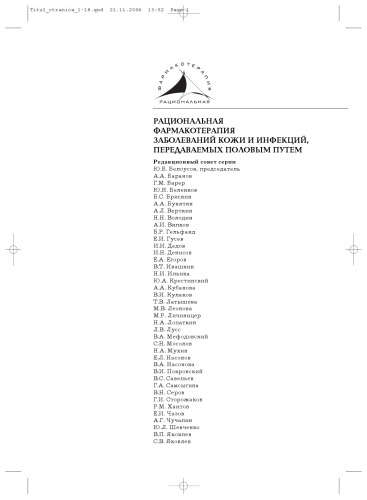 Titul_stranica_1-18.qxd 21.11.2006 13:52 Page 1
ФАРМАКОТЕРАПИЯ
РАЦИОНАЛЬНАЯ
РАЦИОНАЛЬНАЯ
ФАРМАКОТЕРАПИЯ
ЗАБОЛЕВАНИЙ КОЖИ И ИНФЕКЦИЙ,
ПЕРЕДАВАЕМЫХ ПОЛОВЫМ ПУТЕМ
Редакционный совет серии
Ю.Б. Белоусов, председатель
А.А. Баранов
Г.М. Барер
Ю.Н. Беленков
Б.С. Брискин
А.А. Бунятян
А.Л. Верткин
Н.Н. Володин
А.И. Вялков
Б.Р. Гельфанд
Е.И. Гусев
И.И. Дедов
И.Н. Денисов
Е.А. Егоров
В.Т. Ивашкин
Н.И. Ильина
Ю.А. Крестинский
А.А. Кубанова
В.И. Кулаков
Т.В. Латышева
М.В. Леонова
М.Р. Личиницер
Н.А. Лопаткин
Л.В. Лусс
В.А. Мефодовский
С.Н. Мосолов
Н.А. Мухин
Е.Л. Насонов
В.А. Насонова
В.И. Покровский
В.С. Савельев
Г.А. Самсыгина
В.Н. Серов
Г.И. Сторожаков
Р.М. Хаитов
Е.И. Чазов
А.Г. Чучалин
Ю.Л. Шевченко
В.П. Яковлев
С.В. Яковлев